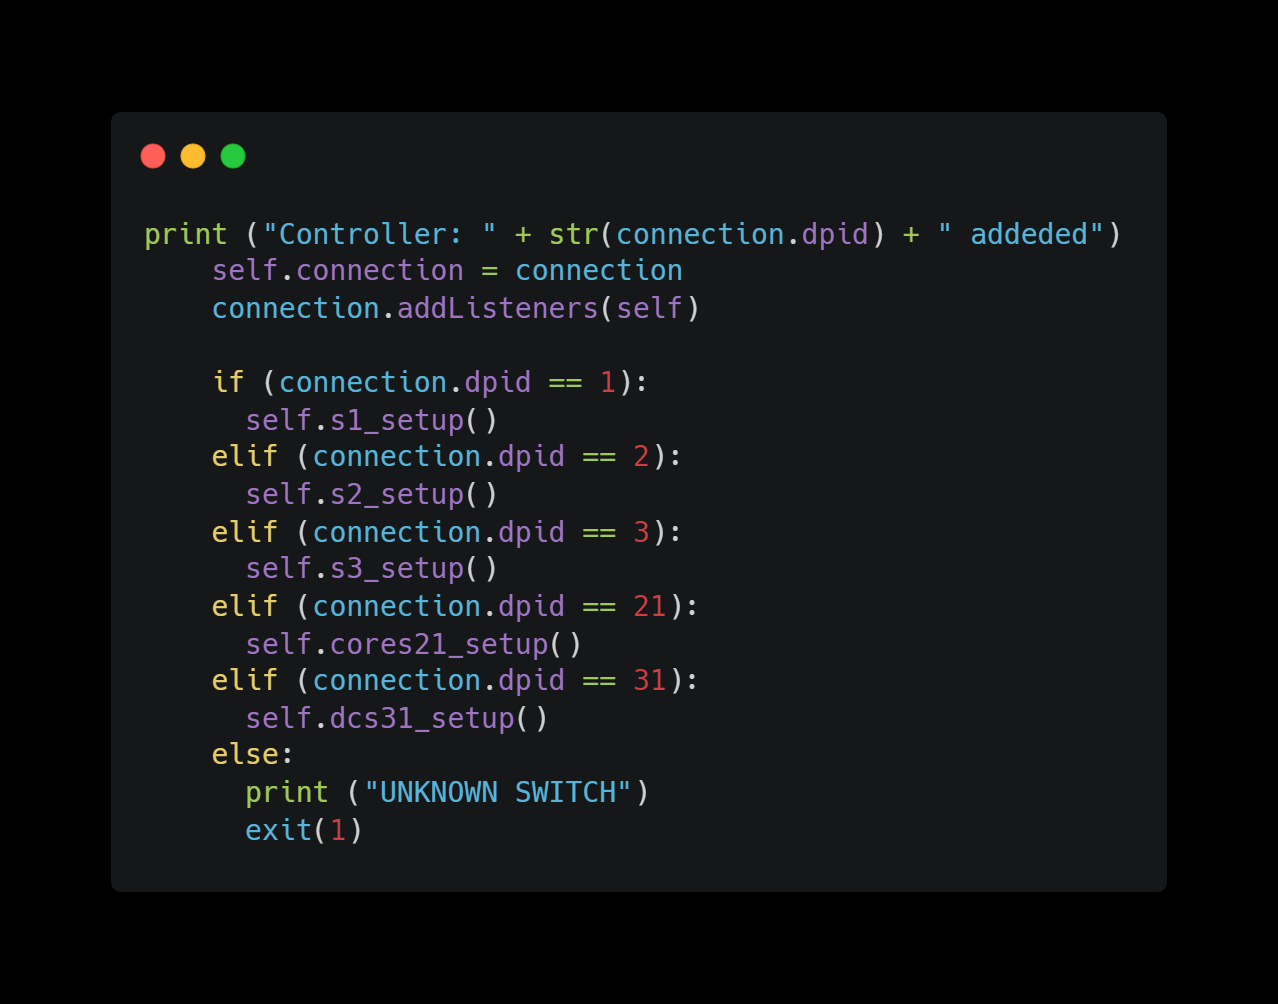 print ("Controller: " + str(connection.dpid) + " addeded")
    self.connection = connection
    connection.addListeners(self)

    if (connection.dpid == 1):
      self.s1_setup()
    elif (connection.dpid == 2):
      self.s2_setup()
    elif (connection.dpid == 3):
      self.s3_setup()
    elif (connection.dpid == 21):
      self.cores21_setup()
    elif (connection.dpid == 31):
      self.dcs31_setup()
    else:
      print ("UNKNOWN SWITCH")
      exit(1)